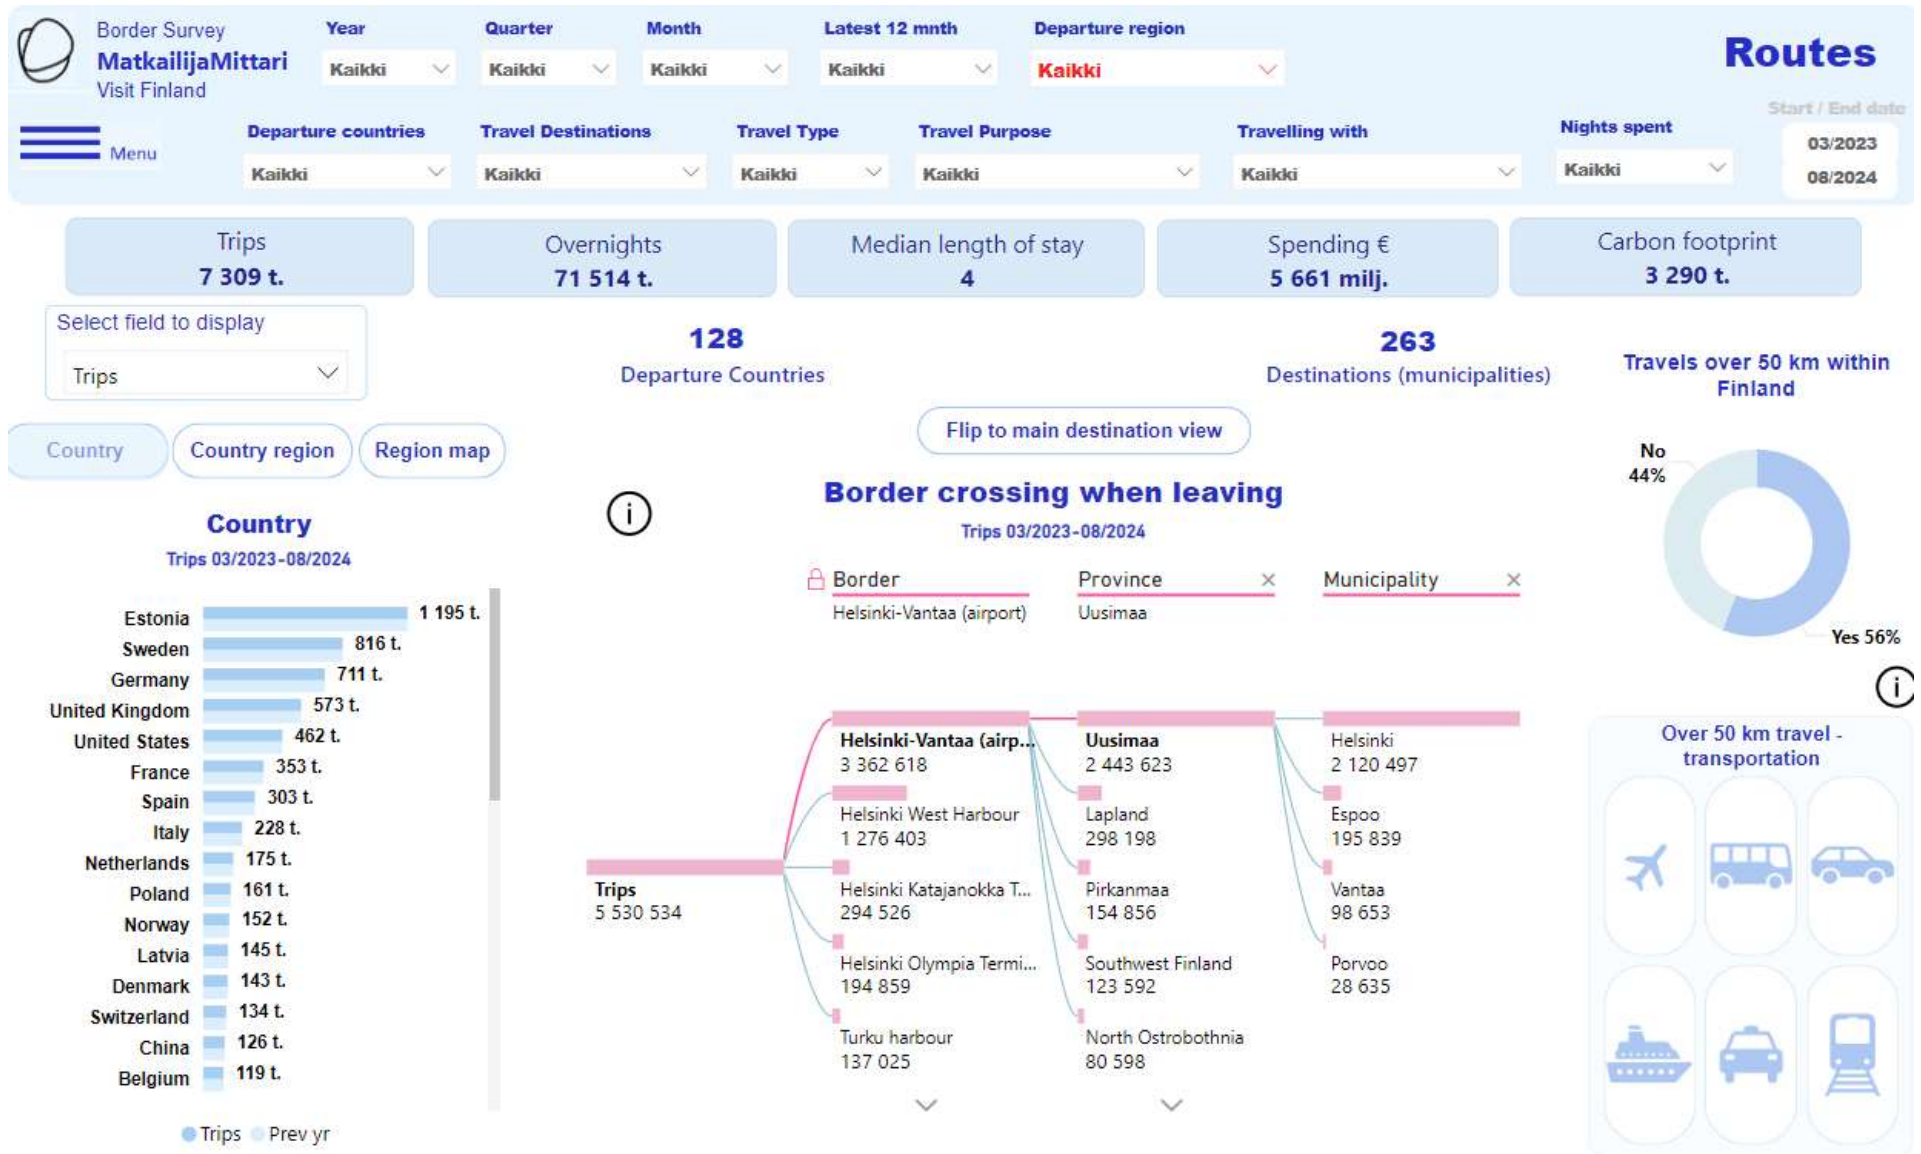 Border Survey
MatkailijaMittari
Visit Finland
Menu
Year
Kaikki
Quarter
Kaikki
Month
Kaikki
Latest 12 mnth
Kaikki
Departure region
Kaikki
Routes
Departure countries
Kaikki
Travel Destinations
Kaikki
Travel Type
Kaikki
Travel Purpose
Kaikki
Travelling with
Kaikki
Nights spent
Kaikki
Start / End date
03/2023
08/2024
Trips
7 309 t.
Overnights
71 514 t.
Median length of stay
4
Spending €
5 661 milj.
Carbon footprint
3 290 t.
Select field to display
Trips
128
Departure Countries
263
Destinations (municipalities)
Country
Country region
Region map
Country
Trips 03/2023-08/2024
Estonia 1 195 t.
Sweden 816 t.
Germany 711 t.
United Kingdom 573 t.
United States 462 t.
France 353 t.
Spain 303 t.
Italy 228 t.
Netherlands 175 t.
Poland 161 t.
Norway 152 t.
Latvia 145 t.
Denmark 143 t.
Switzerland 134 t.
China 126 t.
Belgium 119 t.
Trips Prev yr
Flip to main destination view
Border crossing when leaving
Trips 03/2023-08/2024
Border
Helsinki-Vantaa (airport)
Province
Uusimaa
Municipality
Trips
5 530 534
Helsinki-Vantaa (airp...
3 362 618
Helsinki West Harbour
1 276 403
Helsinki Katajanokka T...
294 526
Helsinki Olympia Termi...
194 859
Turku harbour
137 025
Uusimaa
2 443 623
Lapland
298 198
Pirkanmaa
154 856
Southwest Finland
123 592
North Ostrobothnia
80 598
Helsinki
2 120 497
Espoo
195 839
Vantaa
98 653
Porvoo
28 635
Travels over 50 km within
Finland
No
44%
Yes 56%
Over 50 km travel -
transportation